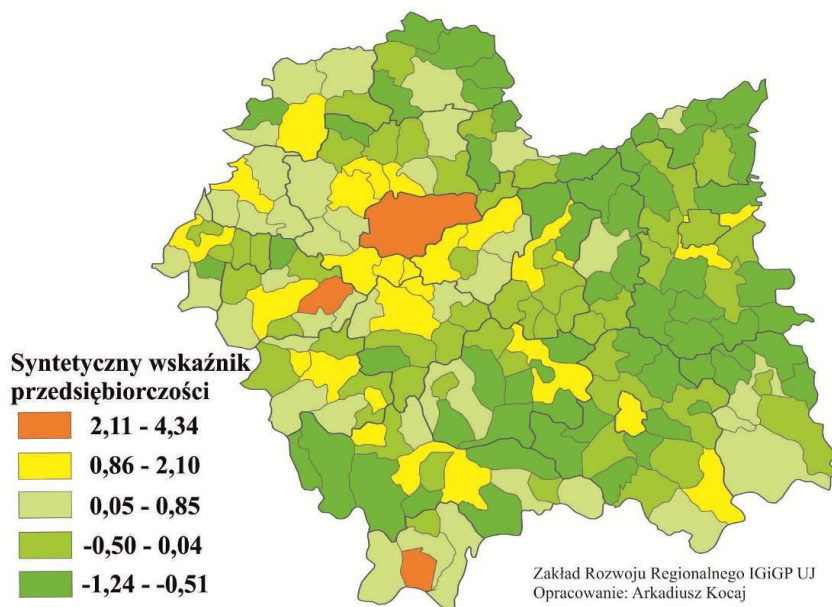 Syntetyczny wskaźnik
przedsiębiorczości
2,11 - 4,34
0,86 - 2,10
0,05 - 0,85
-0,50 - 0,04
-1,24 - -0,51
Zakład Rozwoju Regionalnego IGiGP UJ
Opracowanie: Arkadiusz Kocaj